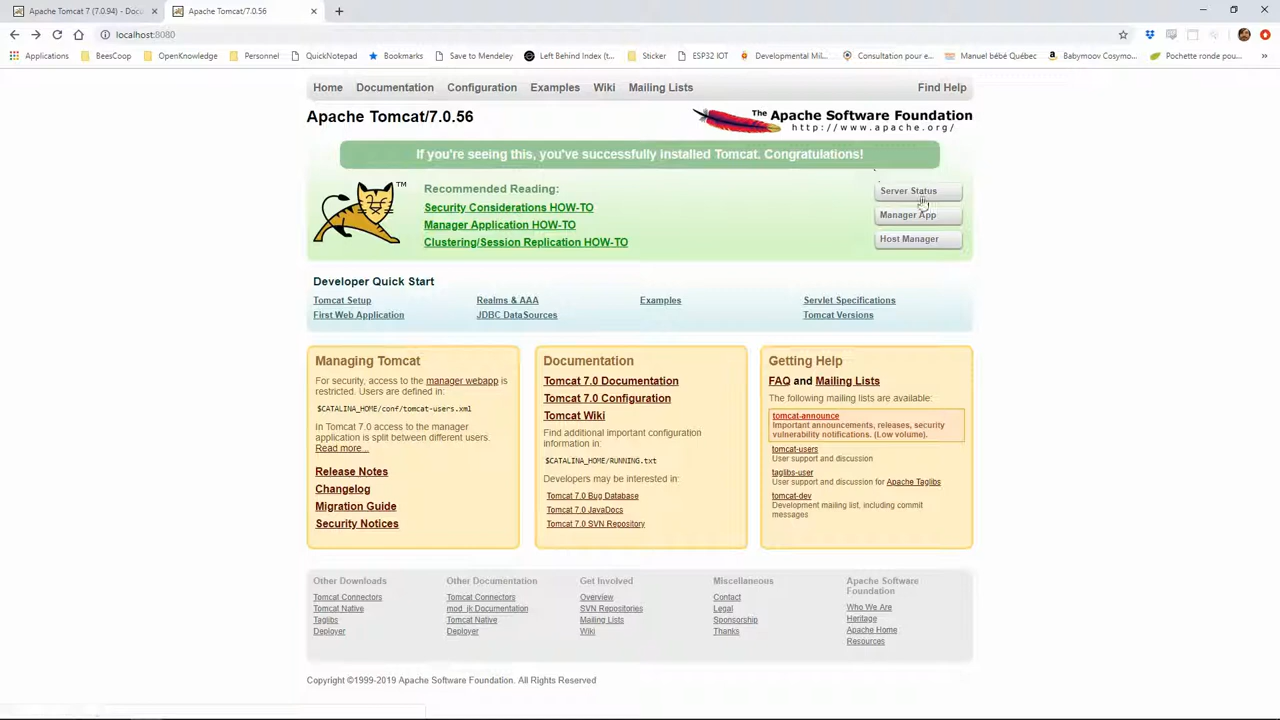 Apache Tomcat 7 (7.0.94) - Docu
Apache Tomcat/7.0.56
localhost:8080
Applications
BeesCoop
OpenKnowledge
Personnel
QuickNotepad
Bookmarks
Save to Mendeley
Left Behind Index (t...
Sticker
ESP32 IOT
Developmental Mil...
Consultation pour e...
Manuel bébé Québec
Babymoov Cosymo...
Pochette ronde pou...
Home
Documentation
Configuration
Examples
Wiki
Mailing Lists
Find Help
Apache Tomcat/7.0.56
The Apache Software Foundation
http://www.apache.org/
If you're seeing this, you've successfully installed Tomcat. Congratulations!
TM
Recommended Reading:
Security Considerations HOW-TO
Manager Application HOW-TO
Clustering/Session Replication HOW-TO
Server Status
Manager App
Host Manager
Developer Quick Start
Tomcat Setup
First Web Application
Realms & AAA
JDBC DataSources
Examples
Servlet Specifications
Tomcat Versions
Managing Tomcat
For security, access to the manager webapp is
restricted. Users are defined in:
$CATALINA_HOME/conf/tomcat-users.xml
In Tomcat 7.0 access to the manager
application is split between different users.
Read more...
Release Notes
Changelog
Migration Guide
Security Notices
Documentation
Tomcat 7.0 Documentation
Tomcat 7.0 Configuration
Tomcat Wiki
Find additional important configuration
information in:
$CATALINA_HOME/RUNNING.txt
Developers may be interested in:
Tomcat 7.0 Bug Database
Tomcat 7.0 JavaDocs
Tomcat 7.0 SVN Repository
Getting Help
FAQ and Mailing Lists
The following mailing lists are available:
tomcat-announce
Important announcements, releases, security
vulnerability notifications. (Low volume).
tomcat-users
User support and discussion
taglibs-user
User support and discussion for Apache Taglibs
tomcat-dev
Development mailing list, including commit
messages
Other Downloads
Tomcat Connectors
Tomcat Native
Taglibs
Deployer
Other Documentation
Tomcat Connectors
mod_jk Documentation
Tomcat Native
Deployer
Get Involved
Overview
SVN Repositories
Mailing Lists
Wiki
Miscellaneous
Contact
Legal
Sponsorship
Thanks
Apache Software
Foundation
Who We Are
Heritage
Apache Home
Resources
Copyright ©1999-2019 Apache Software Foundation. All Rights Reserved